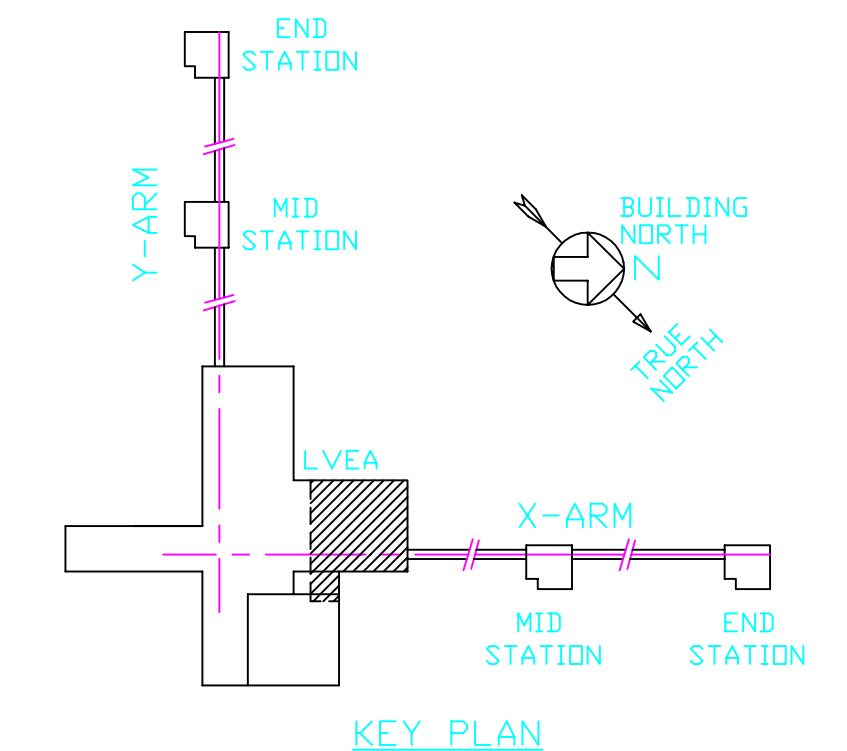 END
STATION
Y-ARM
MID
STATION
BUILDING
NORTH
N
TRUE
NORTH
LVEA
X-ARM
MID
STATION
END
STATION
KEY PLAN